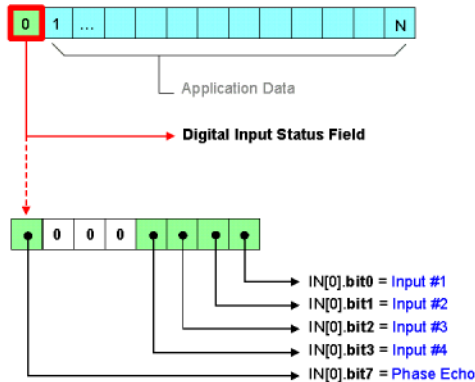 0 1 ... N
Application Data
Digital Input Status Field
0 0 0
IN[0].bit0 = Input #1
IN[0].bit1 = Input #2
IN[0].bit2 = Input #3
IN[0].bit3 = Input #4
IN[0].bit7 = Phase Echo